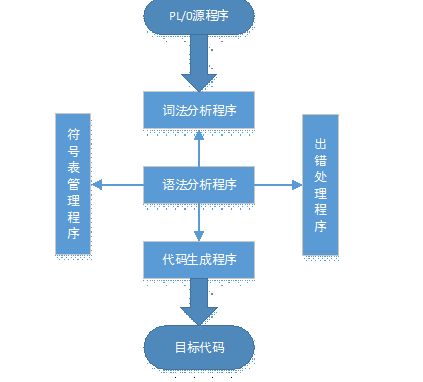 PL/0源程序
词法分析程序
符号表管理程序
语法分析程序
出错处理程序
代码生成程序
目标代码